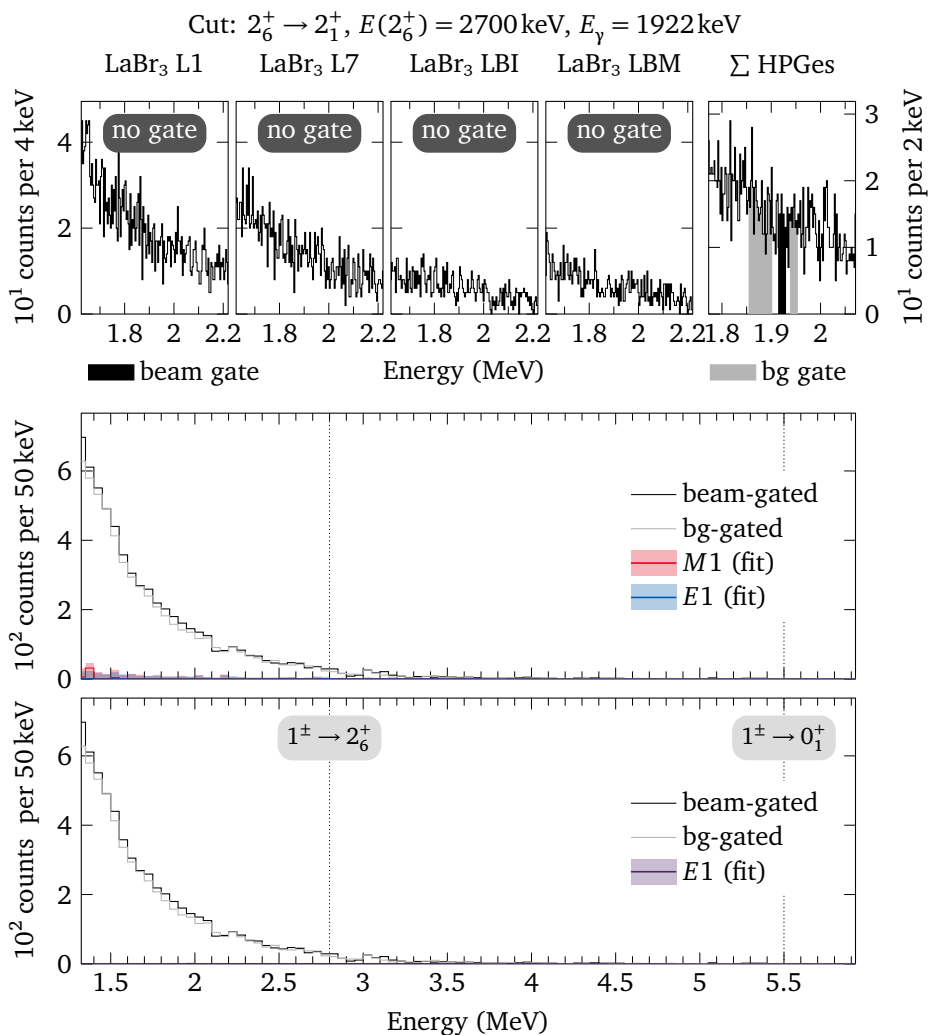 Cut: 2₆⁺ → 2₁⁺, E(2₆⁺) = 2700 keV, Eγ = 1922 keV
LaBr₃ L1 LaBr₃ L7 LaBr₃ LBI LaBr₃ LBM ∑ HPGes
no gate no gate no gate no gate
10¹ counts per 4 keV
0 2 4
10¹ counts per 2 keV
0 1 2 3
1.8 2 2.2 1.8 2 2.2 1.8 2 2.2 1.8 2 2.2 1.8 1.9 2
beam gate Energy (MeV) bg gate
10² counts per 50 keV
6
4
2
0
beam-gated
bg-gated
M1 (fit)
E1 (fit)
10² counts per 50 keV
6
4
2
0
1± → 2₆⁺ 1± → 0₁⁺
beam-gated
bg-gated
E1 (fit)
1.5 2 2.5 3 3.5 4 4.5 5 5.5
Energy (MeV)